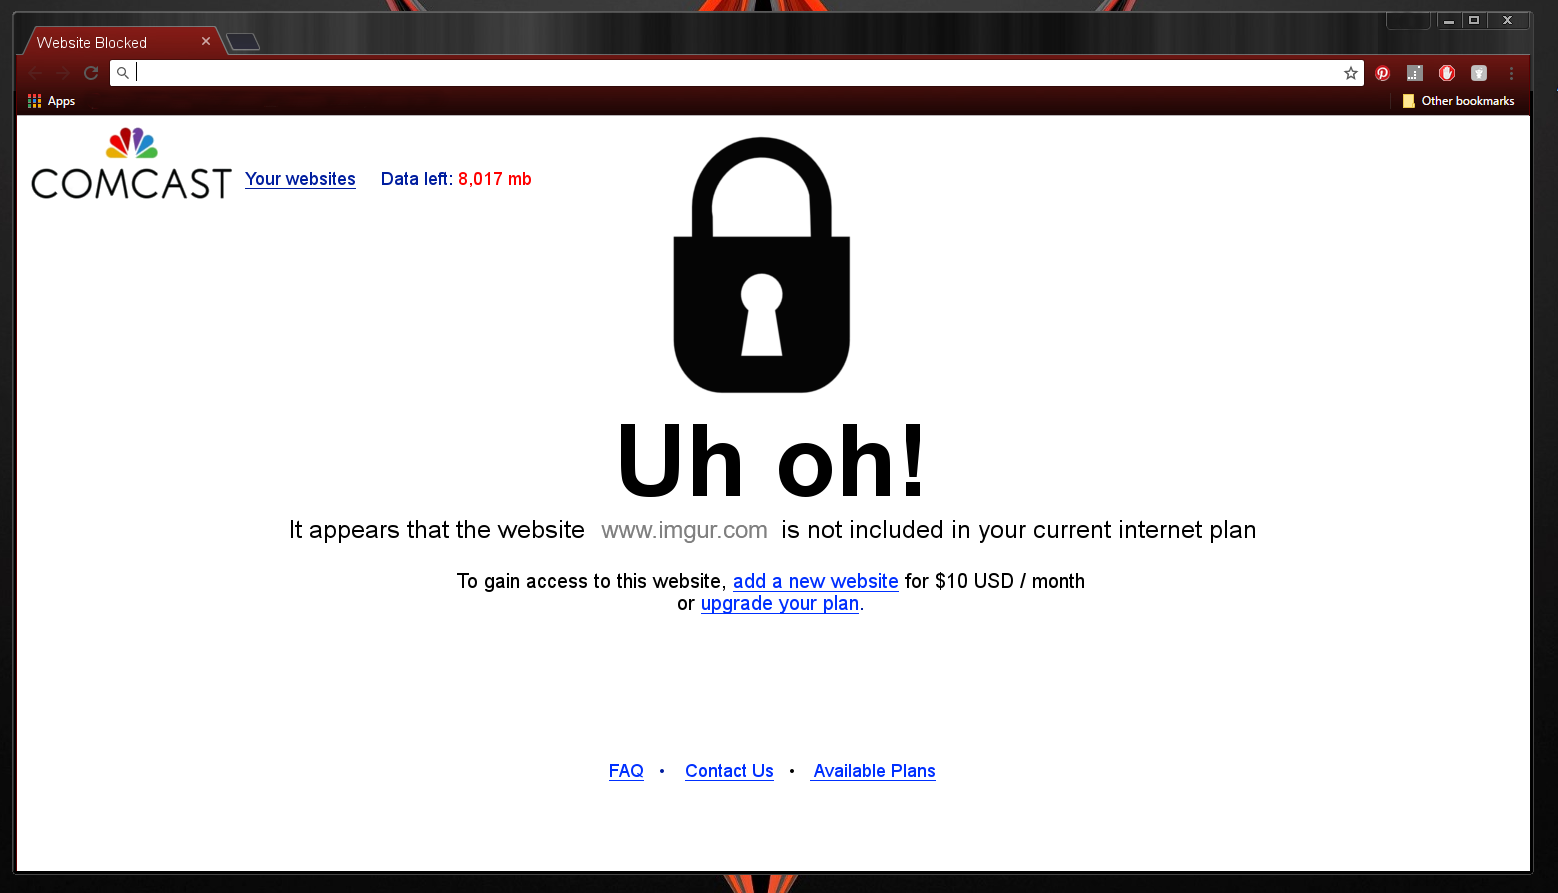 Website Blocked
Apps
Other bookmarks
COMCAST
Your websites Data left: 8,017 mb
Uh oh!
It appears that the website www.imgur.com is not included in your current internet plan
To gain access to this website, add a new website for $10 USD / month
or upgrade your plan.
FAQ • Contact Us • Available Plans